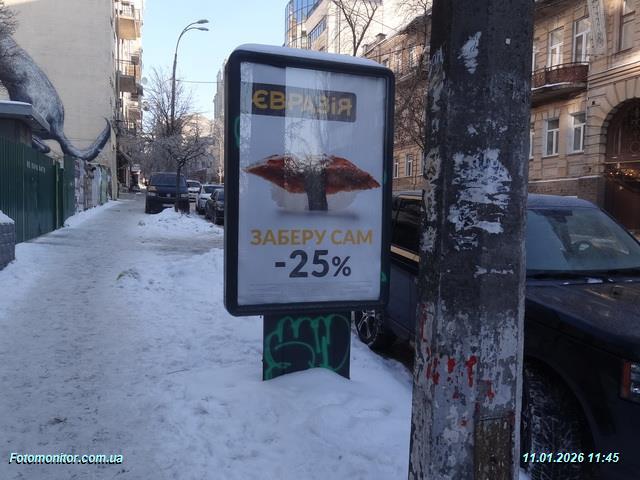 ЄВРАЗІЯ
ЗАБЕРУ САМ
-25%
Fotomonitor.com.ua
11.01.2026 11:45